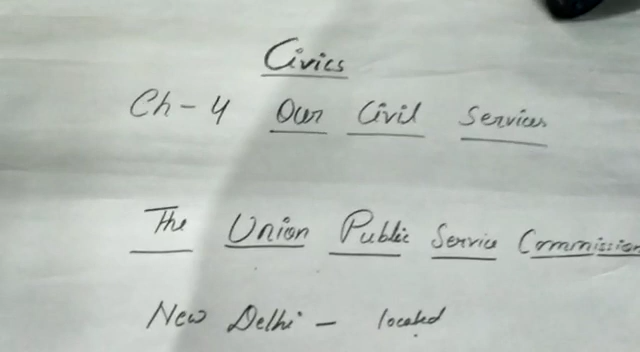 Civics
Ch-4 Our Civil Services
The Union Public Service Commission
New Delhi - located